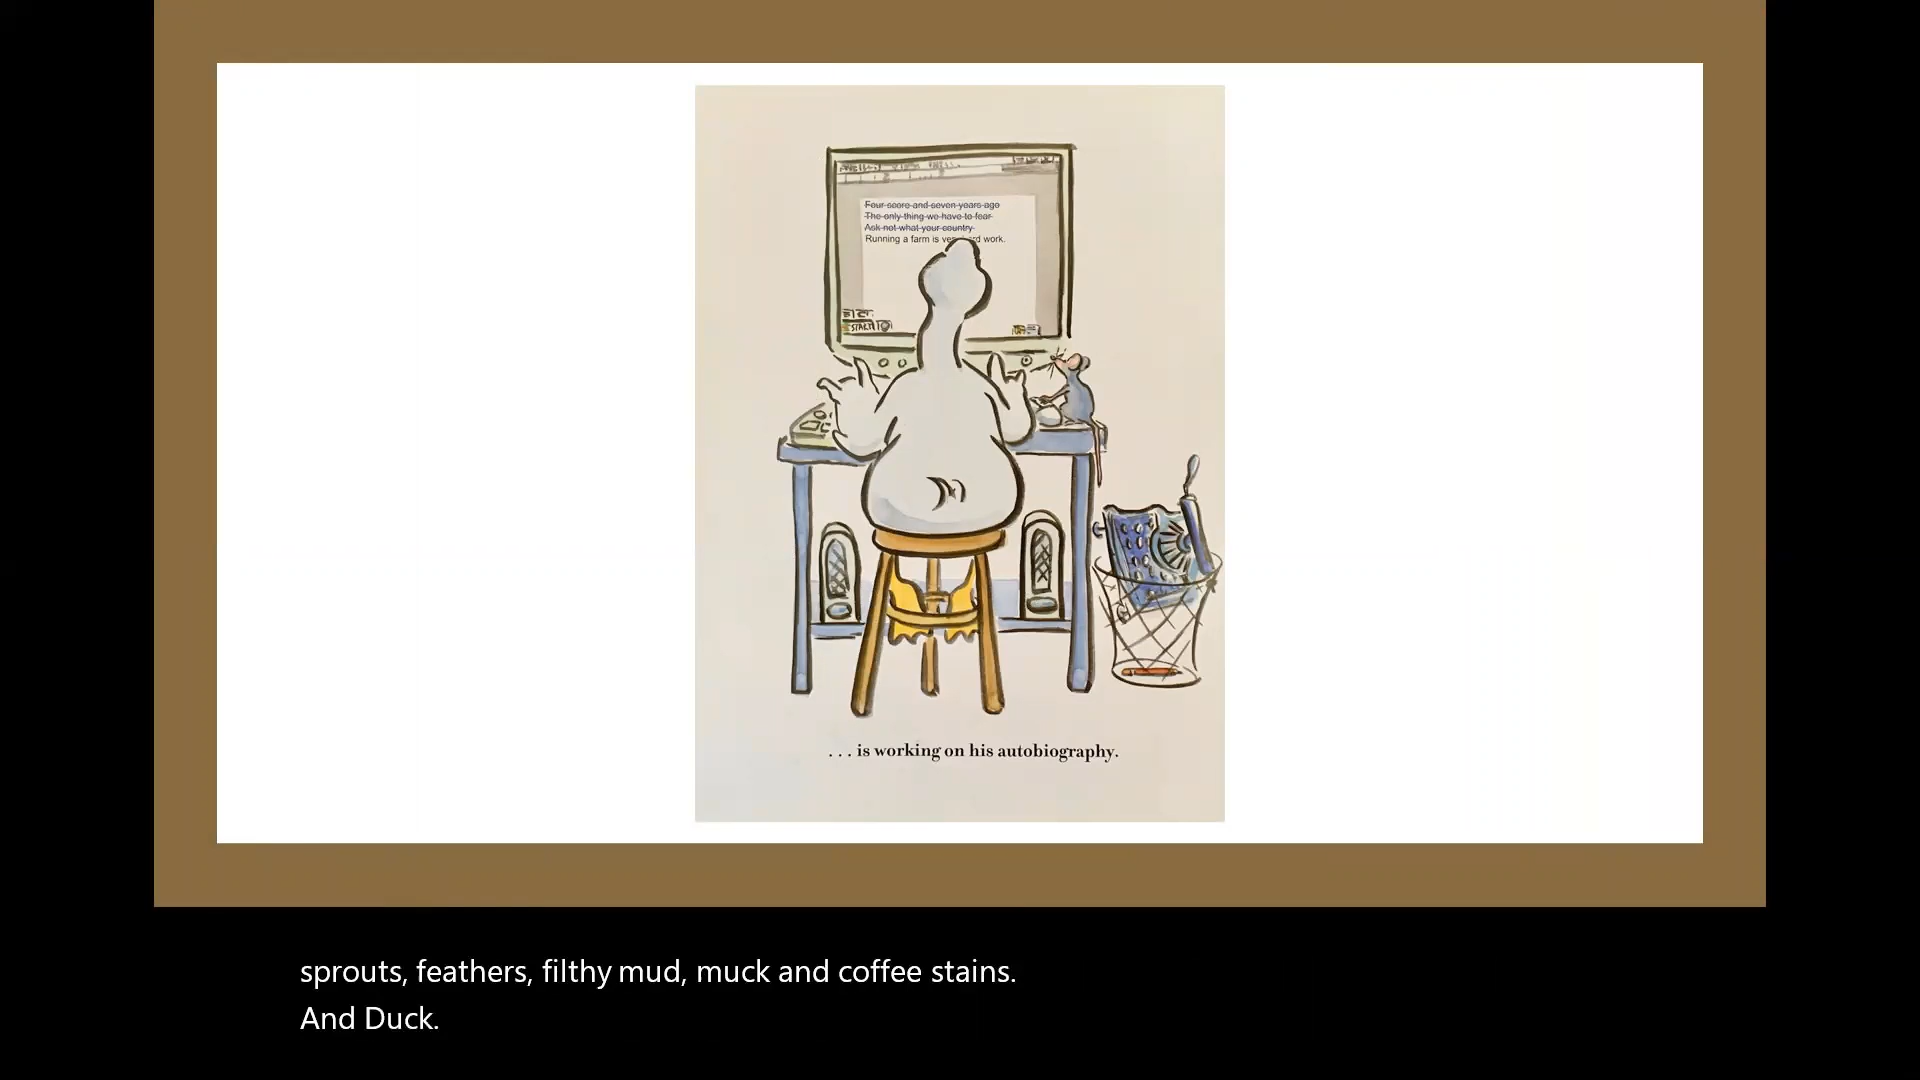 Four score and seven years ago
The only thing we have to fear
Ask not what your country
Running a farm is work.
START
. . . is working on his autobiography.
sprouts, feathers, filthy mud, muck and coffee stains.
And Duck.